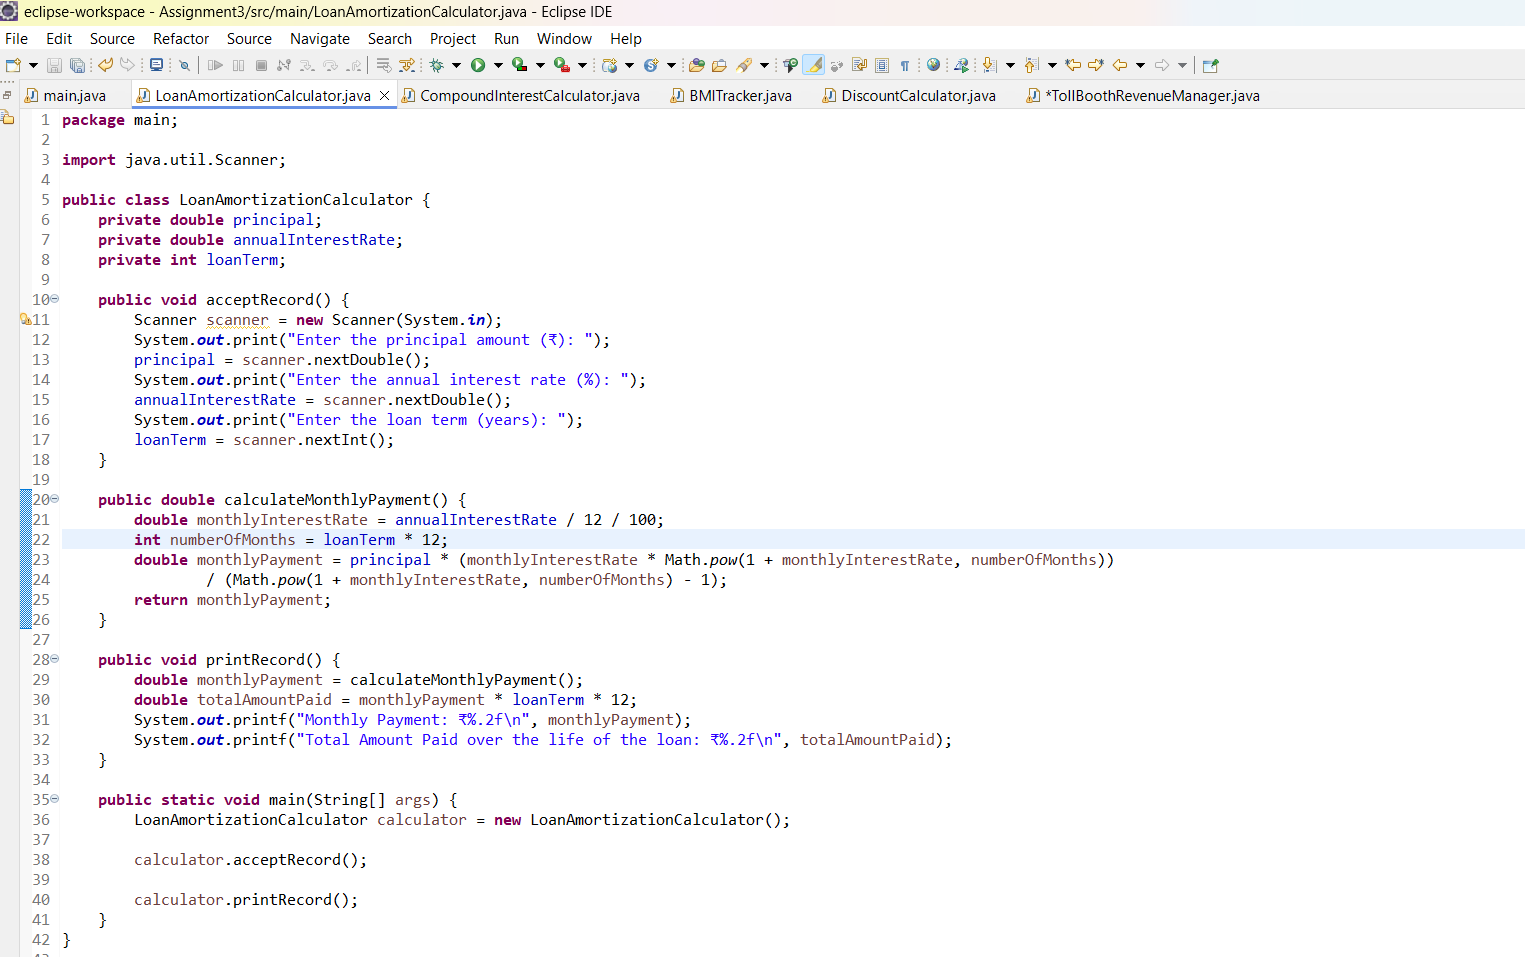 eclipse-workspace - Assignment3/src/main/LoanAmortizationCalculator.java - Eclipse IDE
File Edit Source Refactor Source Navigate Search Project Run Window Help
main.java LoanAmortizationCalculator.java CompoundInterestCalculator.java BMITracker.java DiscountCalculator.java *TollBoothRevenueManager.java
1 package main;
2
3 import java.util.Scanner;
4
5 public class LoanAmortizationCalculator {
6     private double principal;
7     private double annualInterestRate;
8     private int loanTerm;
9
10     public void acceptRecord() {
11         Scanner scanner = new Scanner(System.in);
12         System.out.print("Enter the principal amount (₹): ");
13         principal = scanner.nextDouble();
14         System.out.print("Enter the annual interest rate (%): ");
15         annualInterestRate = scanner.nextDouble();
16         System.out.print("Enter the loan term (years): ");
17         loanTerm = scanner.nextInt();
18     }
19
20     public double calculateMonthlyPayment() {
21         double monthlyInterestRate = annualInterestRate / 12 / 100;
22         int numberOfMonths = loanTerm * 12;
23         double monthlyPayment = principal * (monthlyInterestRate * Math.pow(1 + monthlyInterestRate, numberOfMonths))
24                 / (Math.pow(1 + monthlyInterestRate, numberOfMonths) - 1);
25         return monthlyPayment;
26     }
27
28     public void printRecord() {
29         double monthlyPayment = calculateMonthlyPayment();
30         double totalAmountPaid = monthlyPayment * loanTerm * 12;
31         System.out.printf("Monthly Payment: ₹%.2f\n", monthlyPayment);
32         System.out.printf("Total Amount Paid over the life of the loan: ₹%.2f\n", totalAmountPaid);
33     }
34
35     public static void main(String[] args) {
36         LoanAmortizationCalculator calculator = new LoanAmortizationCalculator();
37
38         calculator.acceptRecord();
39
40         calculator.printRecord();
41     }
42 }